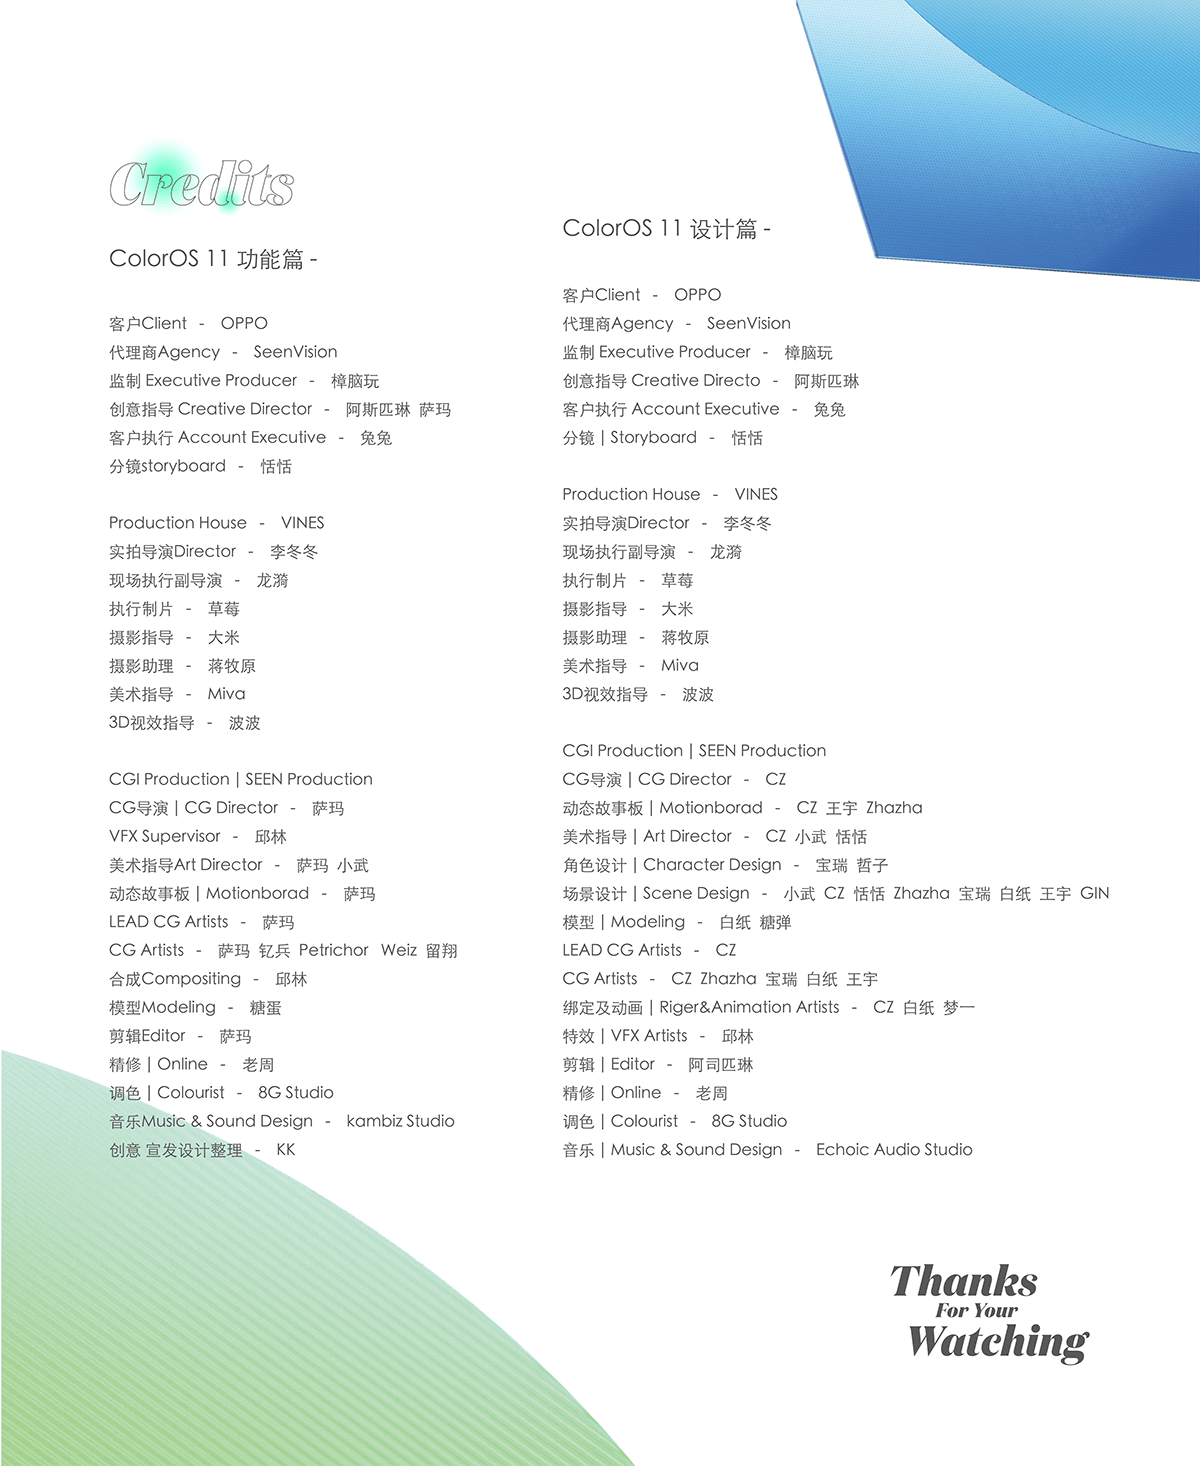 Credits
ColorOS 11 功能篇 -
客户Client - OPPO
代理商Agency - SeenVision
监制 Executive Producer - 樟脑玩
创意指导 Creative Director - 阿斯匹琳 萨玛
客户执行 Account Executive - 兔兔
分镜storyboard - 恬恬
Production House - VINES
实拍导演Director - 李冬冬
现场执行副导演 - 龙漪
执行制片 - 草莓
摄影指导 - 大米
摄影助理 - 蒋牧原
美术指导 - Miva
3D视效指导 - 波波
CGI Production | SEEN Production
CG导演 | CG Director - 萨玛
VFX Supervisor - 邱林
美术指导Art Director - 萨玛 小武
动态故事板 | Motionborad - 萨玛
LEAD CG Artists - 萨玛
CG Artists - 萨玛 钇兵 Petrichor Weiz 留翔
合成Compositing - 邱林
模型Modeling - 糖蛋
剪辑Editor - 萨玛
精修 | Online - 老周
调色 | Colourist - 8G Studio
音乐Music & Sound Design - kambiz Studio
创意 宣发设计整理 - KK
ColorOS 11 设计篇 -
客户Client - OPPO
代理商Agency - SeenVision
监制 Executive Producer - 樟脑玩
创意指导 Creative Directo - 阿斯匹琳
客户执行 Account Executive - 兔兔
分镜 | Storyboard - 恬恬
Production House - VINES
实拍导演Director - 李冬冬
现场执行副导演 - 龙漪
执行制片 - 草莓
摄影指导 - 大米
摄影助理 - 蒋牧原
美术指导 - Miva
3D视效指导 - 波波
CGI Production | SEEN Production
CG导演 | CG Director - CZ
动态故事板 | Motionborad - CZ 王宇 Zhazha
美术指导 | Art Director - CZ 小武 恬恬
角色设计 | Character Design - 宝瑞 哲子
场景设计 | Scene Design - 小武 CZ 恬恬 Zhazha 宝瑞 白纸 王宇 GIN
模型 | Modeling - 白纸 糖弹
LEAD CG Artists - CZ
CG Artists - CZ Zhazha 宝瑞 白纸 王宇
绑定及动画 | Riger&Animation Artists - CZ 白纸 梦一
特效 | VFX Artists - 邱林
剪辑 | Editor - 阿司匹琳
精修 | Online - 老周
调色 | Colourist - 8G Studio
音乐 | Music & Sound Design - Echoic Audio Studio
Thanks
For Your
Watching